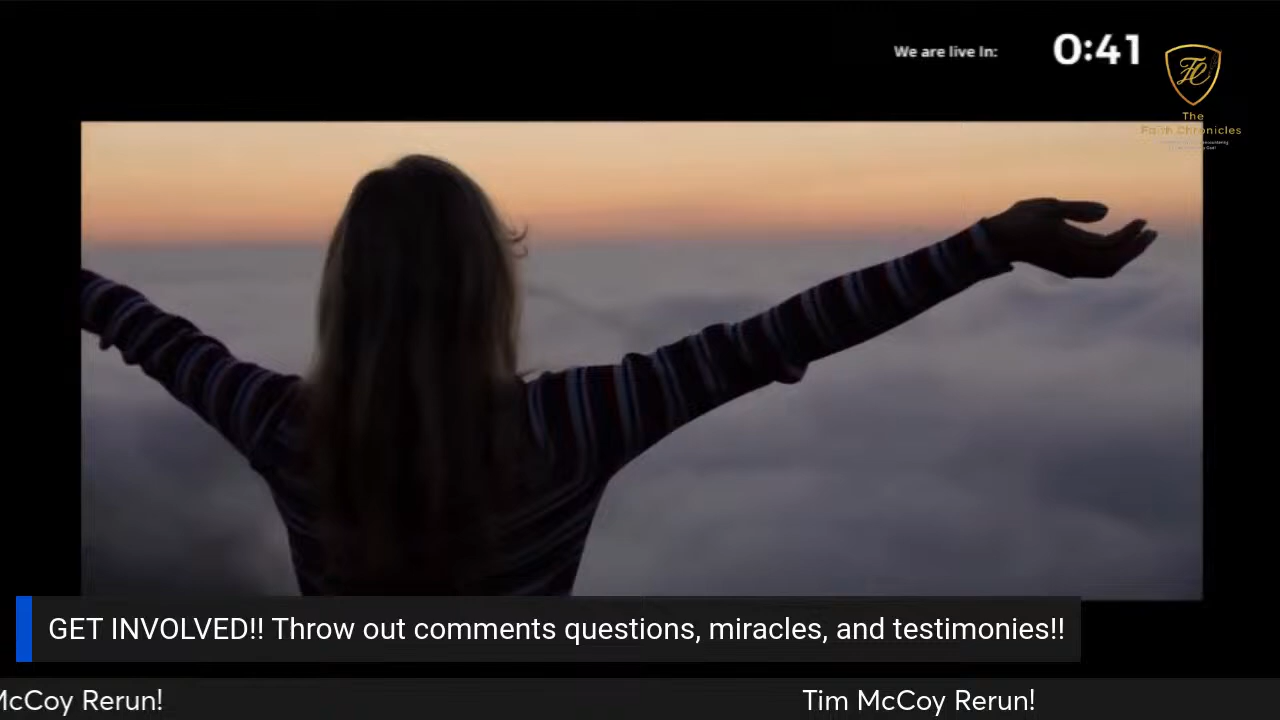 We are live In:
0:41
The
Faith Chronicles
GET INVOLVED!! Throw out comments questions, miracles, and testimonies!!
McCoy Rerun!
Tim McCoy Rerun!